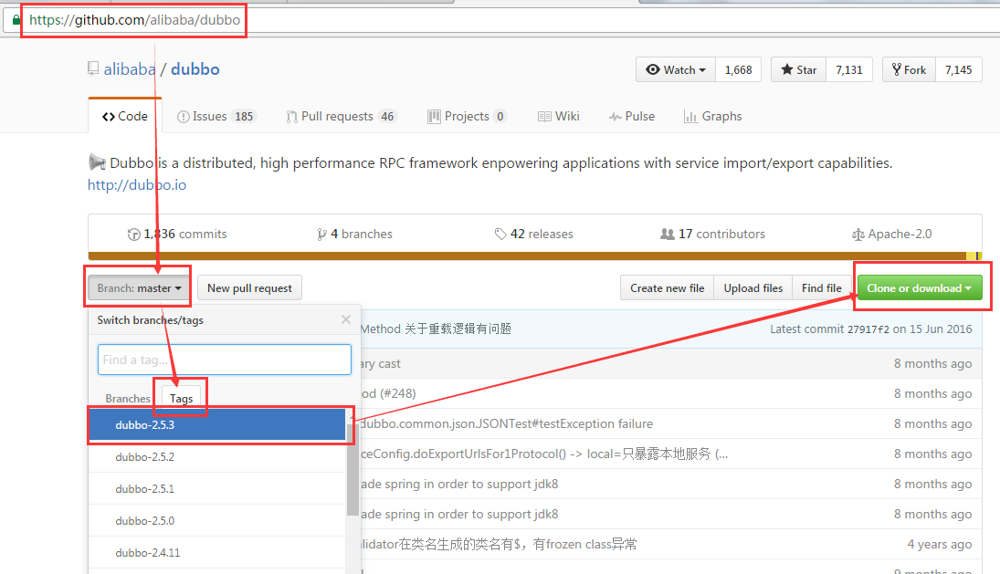 https://github.com/alibaba/dubbo
alibaba / dubbo
Watch 1,668 Star 7,131 Fork 7,145
Code Issues 185 Pull requests 46 Projects 0 Wiki Pulse Graphs
Dubbo is a distributed, high performance RPC framework enpowering applications with service import/export capabilities.
http://dubbo.io
1,836 commits 4 branches 42 releases 17 contributors Apache-2.0
Branch: master New pull request Create new file Upload files Find file Clone or download
Switch branches/tags
Method 关于重载逻辑有问题 Latest commit 27917f2 on 15 Jun 2016
Find a tag...
ary cast 8 months ago
Branches Tags
od (#248) 8 months ago
dubbo-2.5.3
dubbo.common.json.JSONTest#testException failure 8 months ago
dubbo-2.5.2
ceConfig.doExportUrlsFor1Protocol() -> local=只暴露本地服务 (... 8 months ago
dubbo-2.5.1
ade spring in order to support jdk8 8 months ago
dubbo-2.5.0
ade spring in order to support jdk8 8 months ago
dubbo-2.4.11
lidator在类名生成的类名有$，有frozen class异常 4 years ago
9 months ago